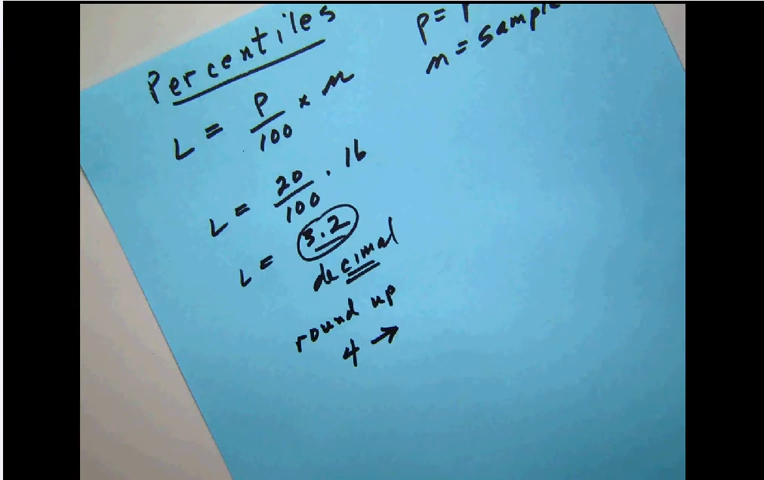 Percentiles
P =
n = sample
L = P/100 × n
L = 20/100 · 16
L = 3.2
decimal
round up
4 →